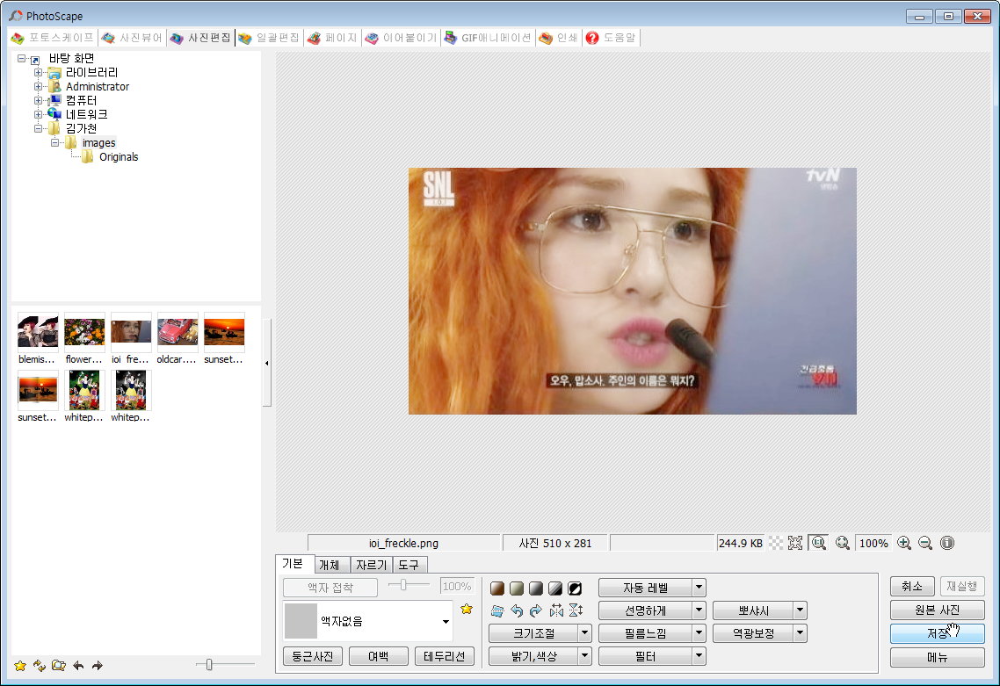 PhotoScape
포토스케이프 사진뷰어 사진편집 일괄편집 페이지 이어붙이기 GIF애니메이션 인쇄 도움말
바탕 화면
라이브러리
Administrator
컴퓨터
네트워크
김가천
images
Originals
blemis... flower... ioi_fre... oldcar.... sunset...
sunset... whitep... whitep...
SNL
I.O.I
tvN
오우, 맙소사. 주인의 이름은 뭐지?
긴급출동
911
ioi_freckle.png 사진 510 x 281 244.9 KB 1:1 100%
기본 개체 자르기 도구
액자 접착 100%
액자없음
둥근사진 여백 테두리선
자동 레벨
선명하게 뽀샤시
크기조절 필름느낌 역광보정
밝기,색상 필터
취소 재실행
원본 사진
저장
메뉴